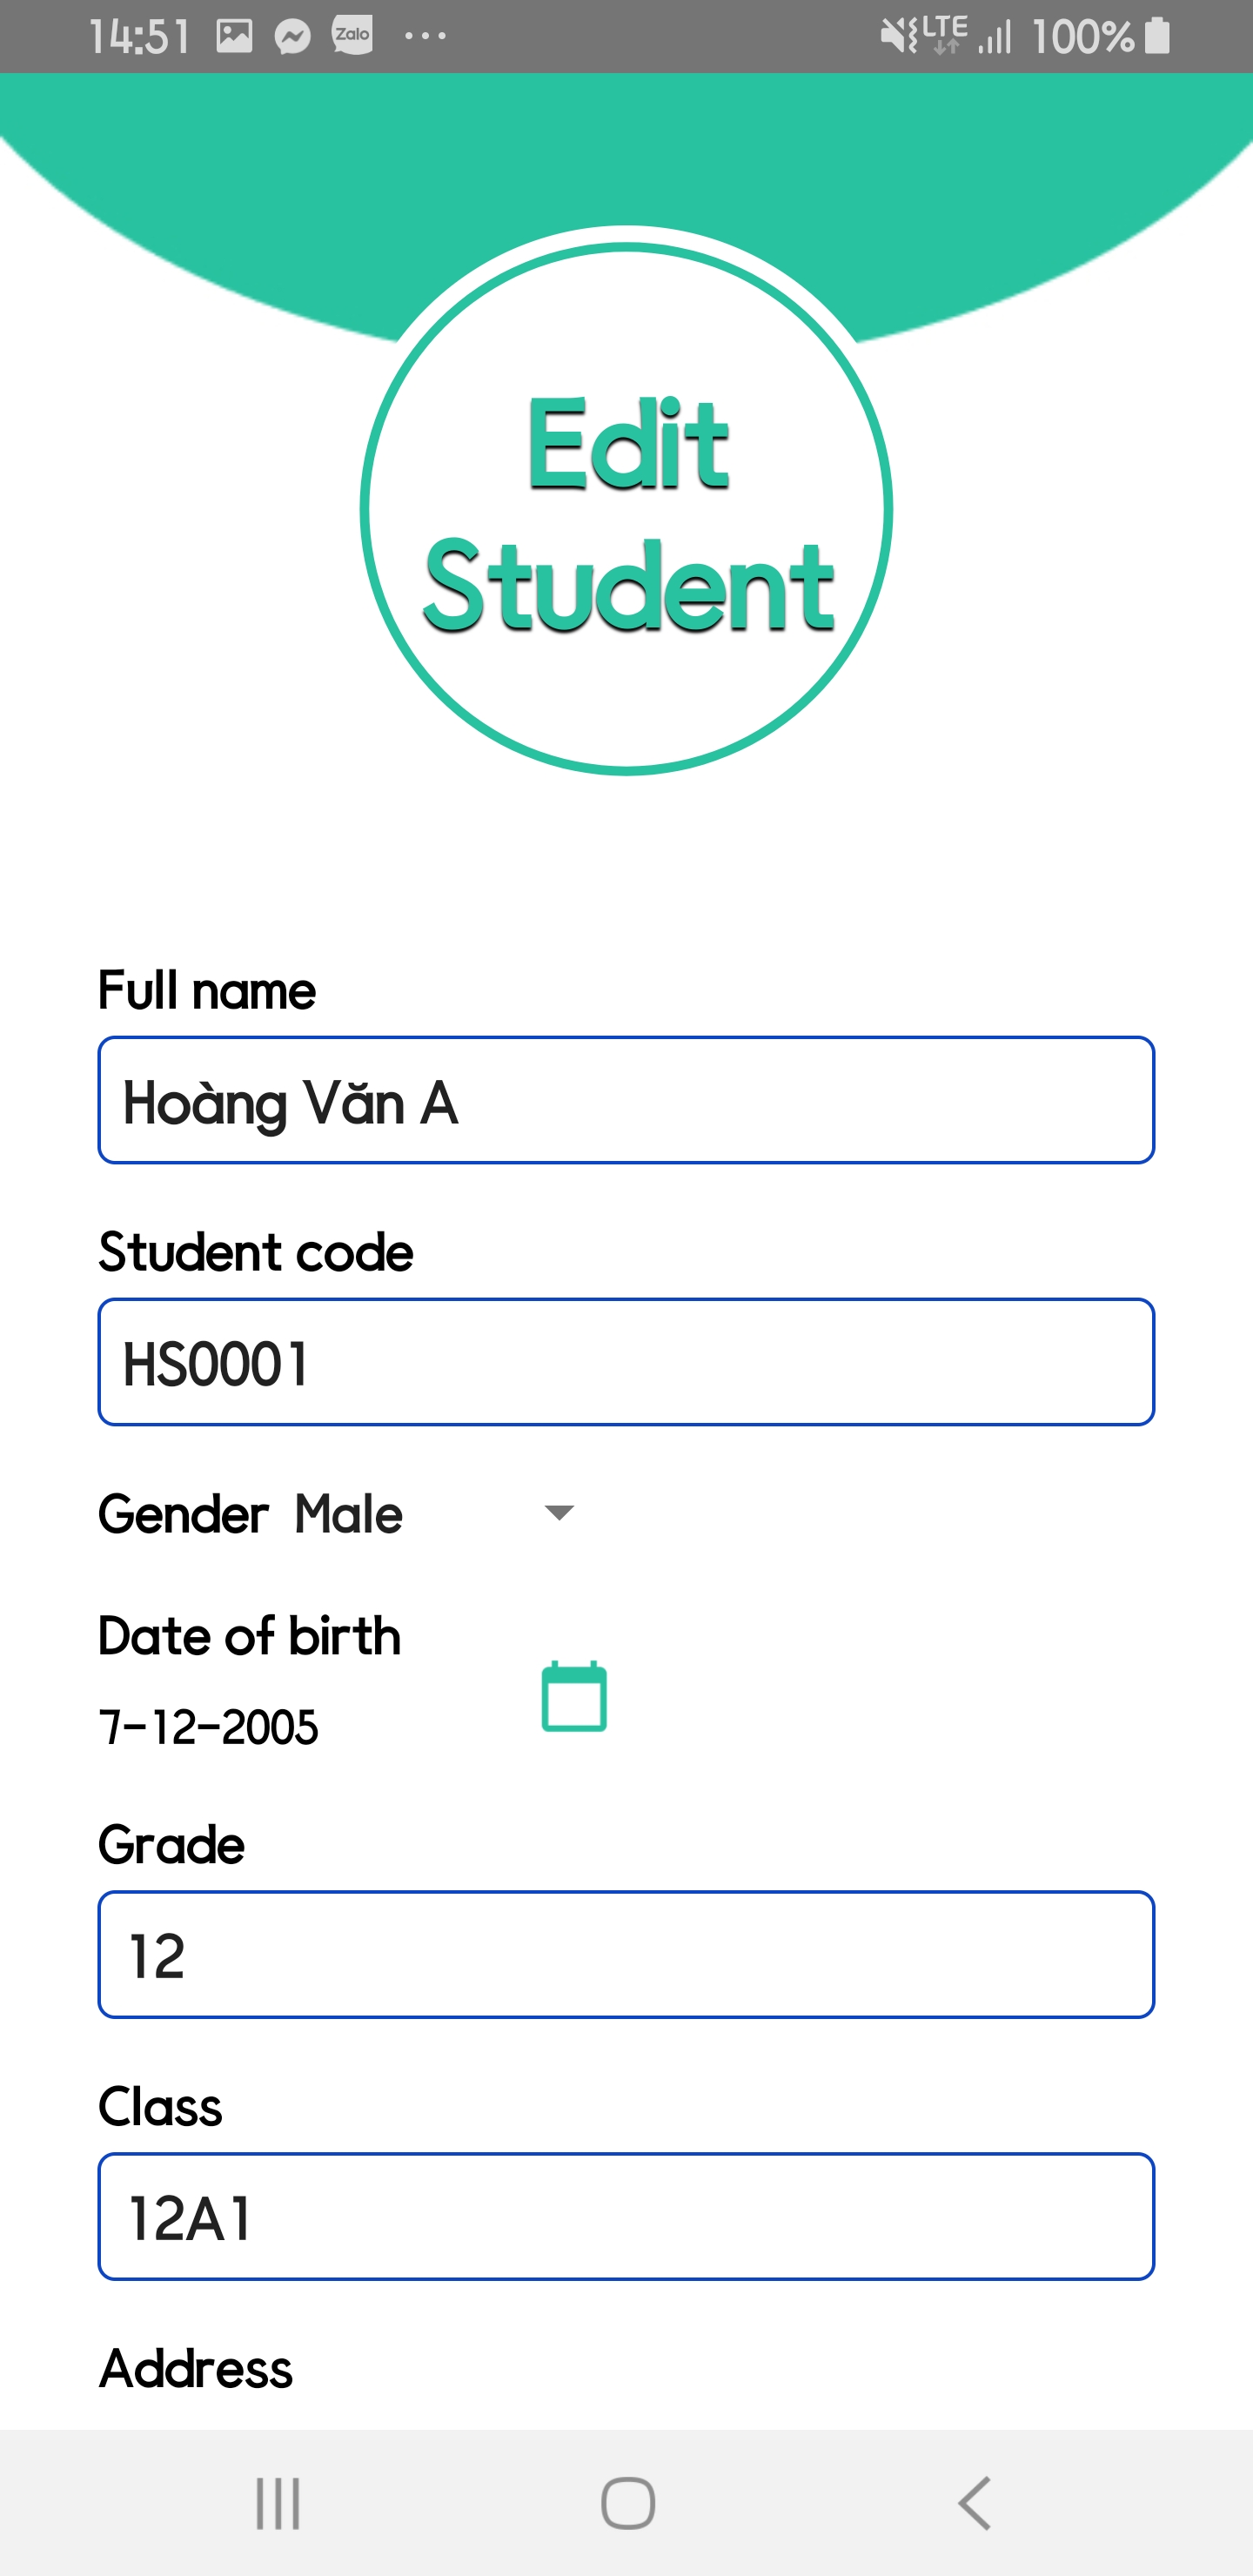 14:51 Zalo LTE 100%
Edit
Student
Full name
Hoàng Văn A
Student code
HS0001
Gender Male
Date of birth
7-12-2005
Grade
12
Class
12A1
Address